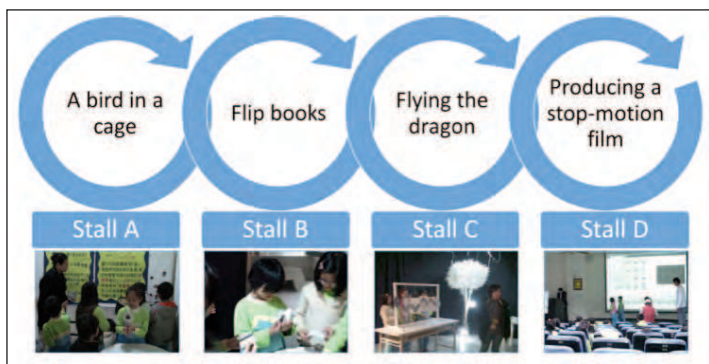 A bird in a
cage
Flip books
Flying the
dragon
Producing a
stop-motion
film
Stall A
Stall B
Stall C
Stall D